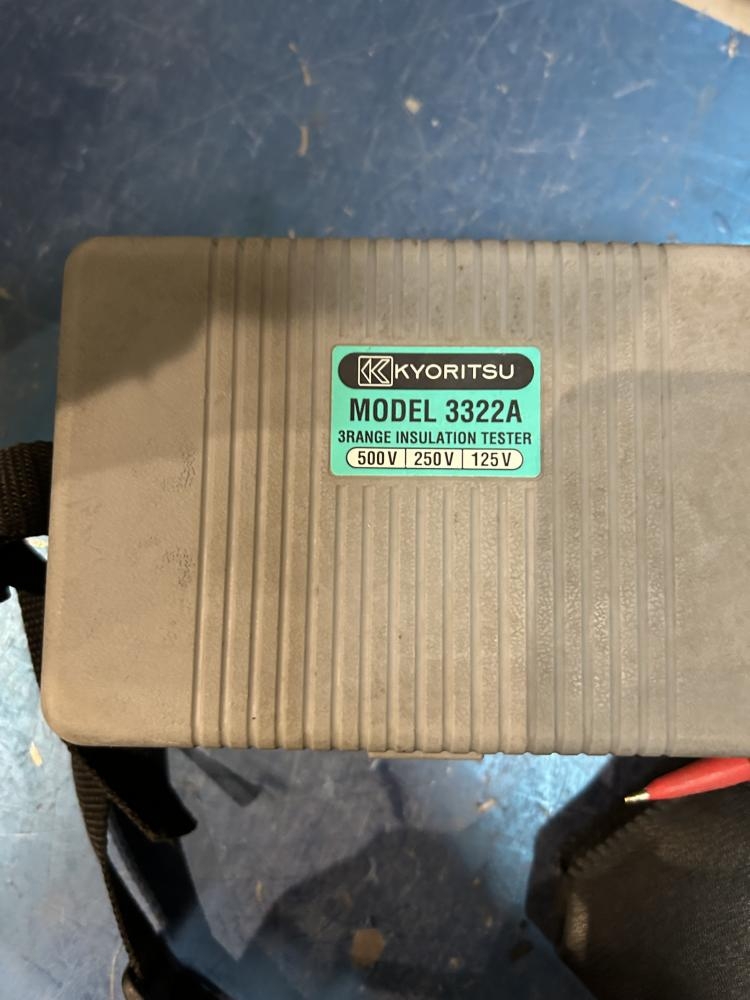 KYORITSU
MODEL 3322A
3RANGE INSULATION TESTER
500V 250V 125V